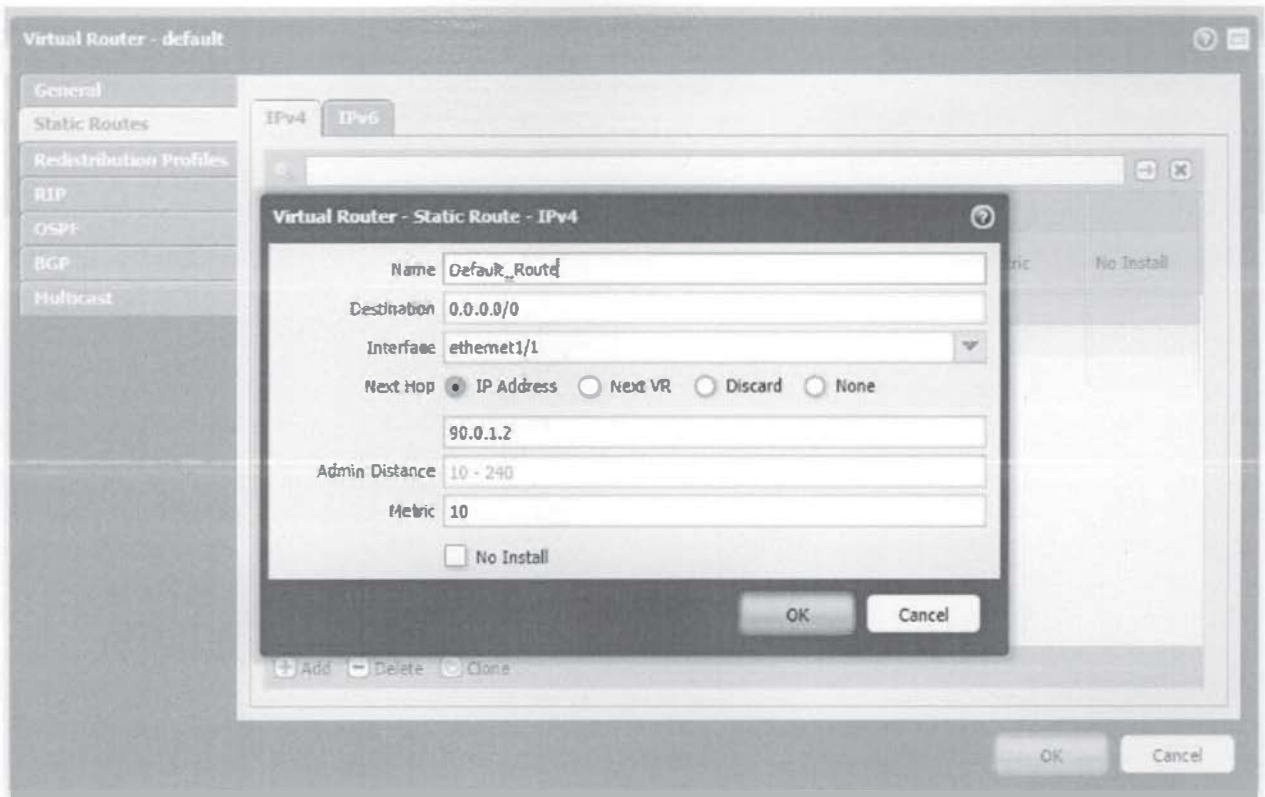 Virtual Router - default
General
Static Routes
Redistribution Profiles
RIP
OSPF
BGP
Multicast
IPv4 IPv6
Virtual Router - Static Route - IPv4
Name Default_Route
Destination 0.0.0.0/0
Interface ethernet1/1
Next Hop IP Address Next VR Discard None
90.0.1.2
Admin Distance 10 - 240
Metric 10
No Install
OK Cancel
tric No Install
Add Delete Clone
OK Cancel